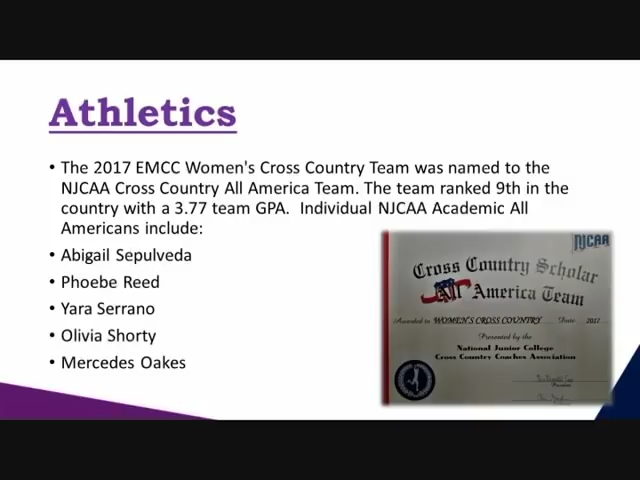 Athletics
• The 2017 EMCC Women's Cross Country Team was named to the
NJCAA Cross Country All America Team. The team ranked 9th in the
country with a 3.77 team GPA. Individual NJCAA Academic All
Americans include:
• Abigail Sepulveda
• Phoebe Reed
• Yara Serrano
• Olivia Shorty
• Mercedes Oakes
NJCAA
Cross Country Scholar
All America Team
Awarded to WOMEN'S CROSS COUNTRY Date 2017
Presented by the
National Junior College
Cross Country Coaches Association
President